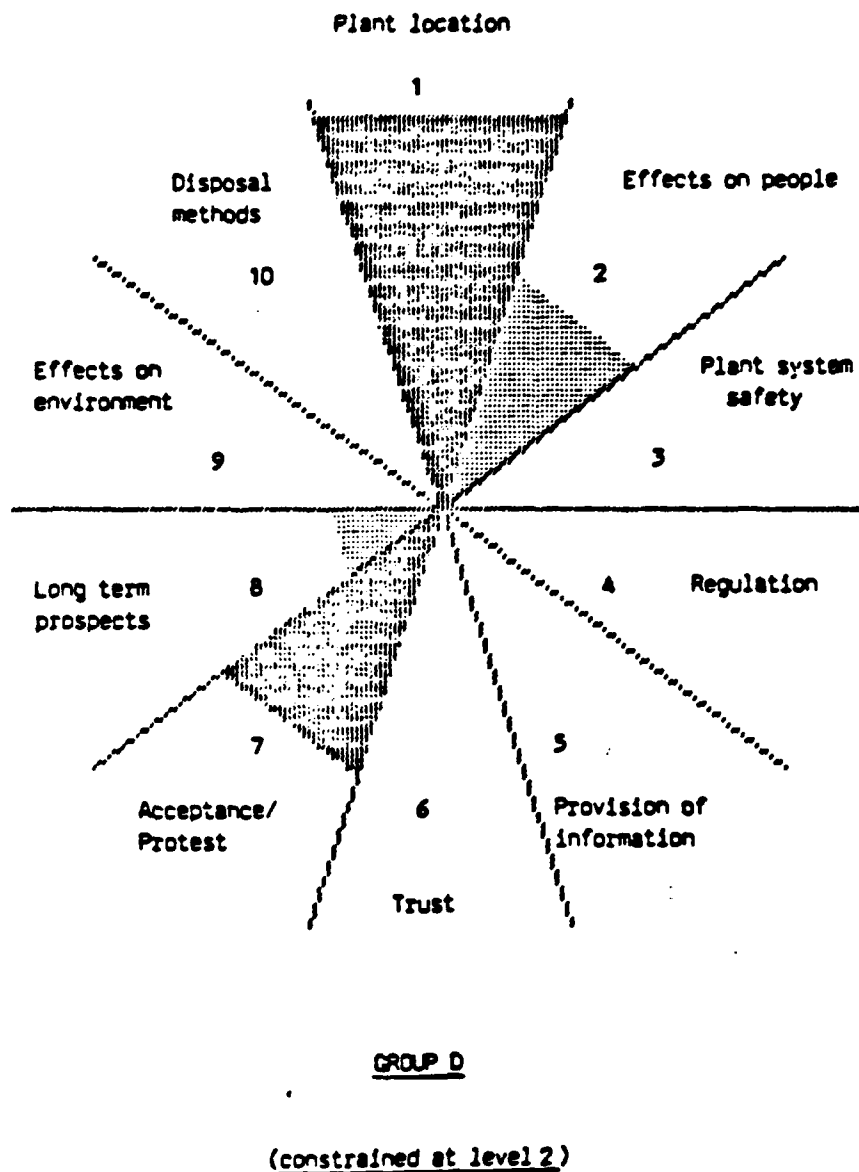 Plant location
1
Disposal
methods
10
Effects on people
2
Effects on
environment
9
Plant system
safety
3
Long term
prospects
8
4
Regulation
7
Acceptance/
Protest
6
Trust
5
Provision of
information
GROUP D
(constrained at level 2)